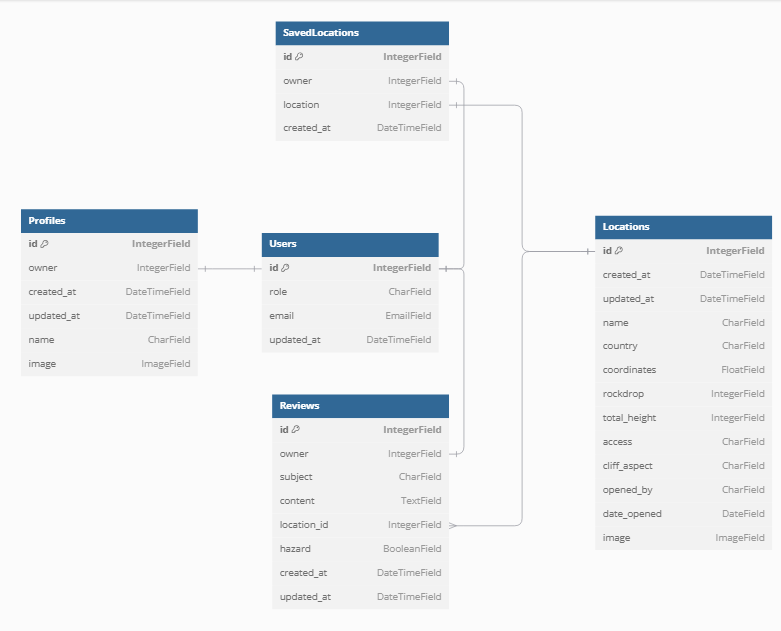 SavedLocations
id IntegerField
owner IntegerField
location IntegerField
created_at DateTimeField
Profiles
id IntegerField
owner IntegerField
created_at DateTimeField
updated_at DateTimeField
name CharField
image ImageField
Users
id IntegerField
role CharField
email EmailField
updated_at DateTimeField
Reviews
id IntegerField
owner IntegerField
subject CharField
content TextField
location_id IntegerField
hazard BooleanField
created_at DateTimeField
updated_at DateTimeField
Locations
id IntegerField
created_at DateTimeField
updated_at DateTimeField
name CharField
country CharField
coordinates FloatField
rockdrop IntegerField
total_height IntegerField
access CharField
cliff_aspect CharField
opened_by CharField
date_opened DateField
image ImageField